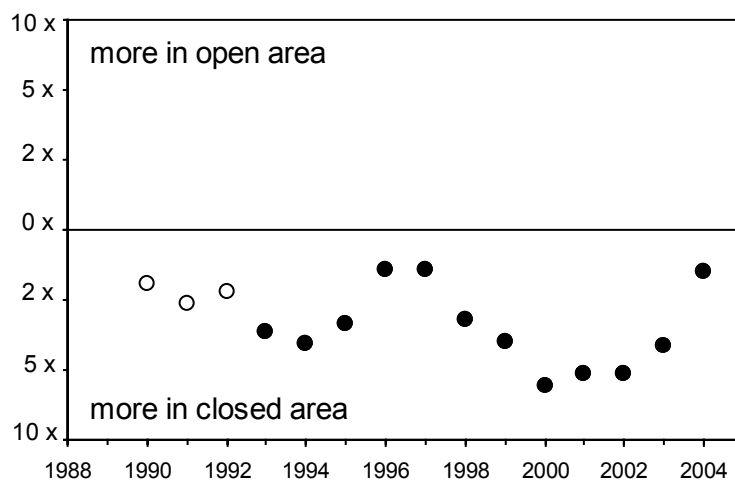 10 x
more in open area
5 x
2 x
0 x
2 x
5 x
more in closed area
10 x
1988 1990 1992 1994 1996 1998 2000 2002 2004